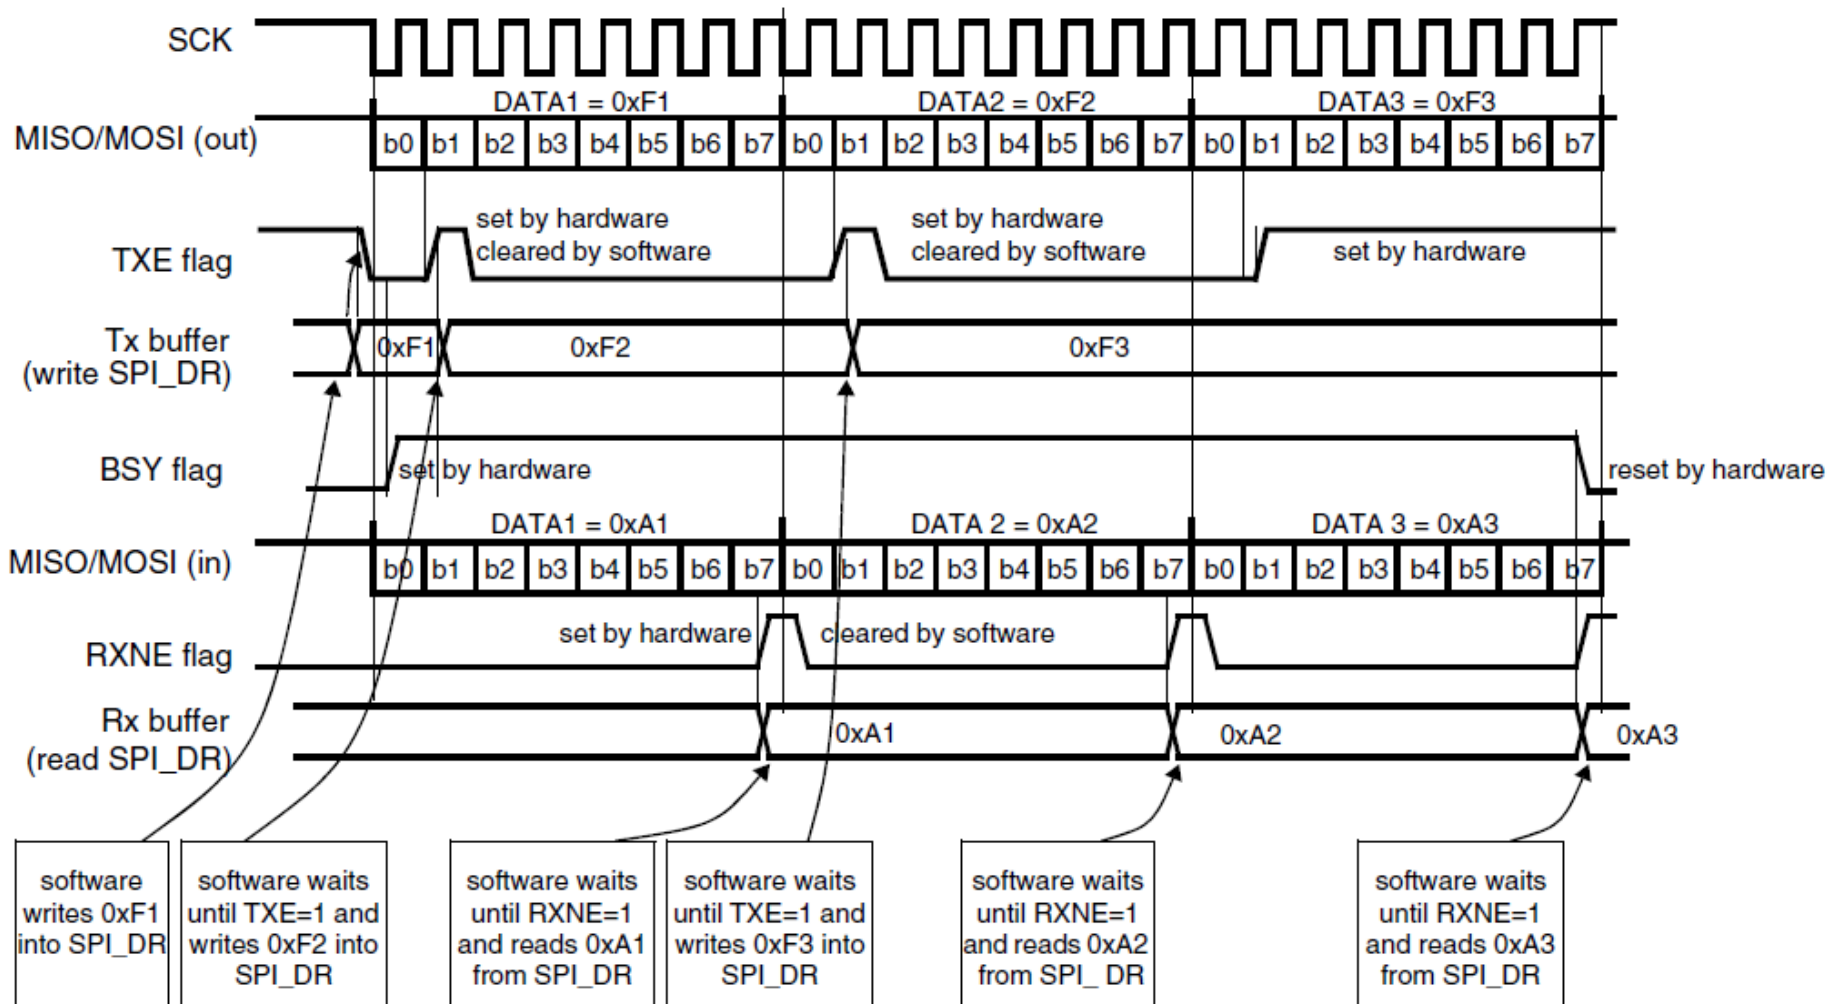 SCK
DATA1 = 0xF1 DATA2 = 0xF2 DATA3 = 0xF3
MISO/MOSI (out)
b0 b1 b2 b3 b4 b5 b6 b7 b0 b1 b2 b3 b4 b5 b6 b7 b0 b1 b2 b3 b4 b5 b6 b7
set by hardware
cleared by software
set by hardware
cleared by software
set by hardware
TXE flag
Tx buffer
(write SPI_DR)
0xF1 0xF2 0xF3
BSY flag
set by hardware
reset by hardware
DATA1 = 0xA1 DATA 2 = 0xA2 DATA 3 = 0xA3
MISO/MOSI (in)
b0 b1 b2 b3 b4 b5 b6 b7 b0 b1 b2 b3 b4 b5 b6 b7 b0 b1 b2 b3 b4 b5 b6 b7
set by hardware cleared by software
RXNE flag
Rx buffer
(read SPI_DR)
0xA1 0xA2 0xA3
software
writes 0xF1
into SPI_DR
software waits
until TXE=1 and
writes 0xF2 into
SPI_DR
software waits
until RXNE=1
and reads 0xA1
from SPI_DR
software waits
until TXE=1 and
writes 0xF3 into
SPI_DR
software waits
until RXNE=1
and reads 0xA2
from SPI_ DR
software waits
until RXNE=1
and reads 0xA3
from SPI_DR